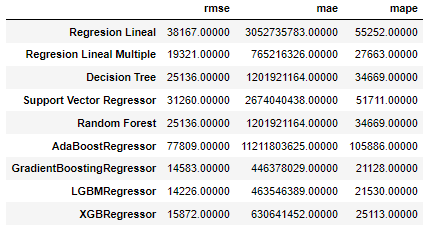 rmse mae mape
Regresion Lineal 38167.00000 3052735783.00000 55252.00000
Regresion Lineal Multiple 19321.00000 765216326.00000 27663.00000
Decision Tree 25136.00000 1201921164.00000 34669.00000
Support Vector Regressor 31260.00000 2674040438.00000 51711.00000
Random Forest 25136.00000 1201921164.00000 34669.00000
AdaBoostRegressor 77809.00000 11211803625.00000 105886.00000
GradientBoostingRegressor 14583.00000 446378029.00000 21128.00000
LGBMRegressor 14226.00000 463546389.00000 21530.00000
XGBRegressor 15872.00000 630641452.00000 25113.00000